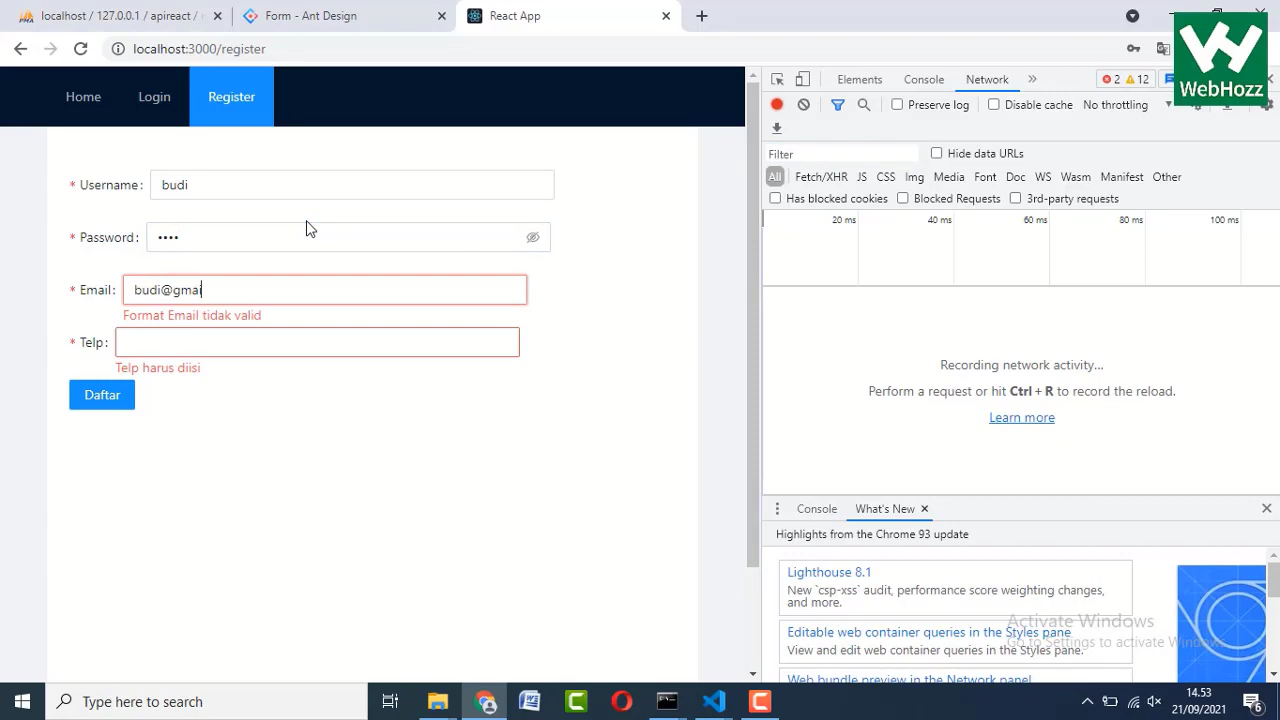 localhost / 127.0.0.1 / apireact /
Form - Ant Design
React App
localhost:3000/register
WebHozz
Home
Login
Register
* Username:
budi
* Password:
••••
* Email:
budi@gmai
Format Email tidak valid
* Telp:
Telp harus diisi
Daftar
Elements
Console
Network
2
12
Preserve log
Disable cache
No throttling
Filter
Hide data URLs
All
Fetch/XHR
JS
CSS
Img
Media
Font
Doc
WS
Wasm
Manifest
Other
Has blocked cookies
Blocked Requests
3rd-party requests
20 ms
40 ms
60 ms
80 ms
100 ms
Recording network activity...
Perform a request or hit Ctrl + R to record the reload.
Learn more
Console
What's New
Highlights from the Chrome 93 update
Lighthouse 8.1
New `csp-xss` audit, performance score weighting changes,
and more.
Editable web container queries in the Styles pane
View and edit web container queries in the Styles pane.
Web bundle preview in the Network panel
Activate Windows
Go to Settings to activate Windows.
Type here to search
14.53
21/09/2021
6